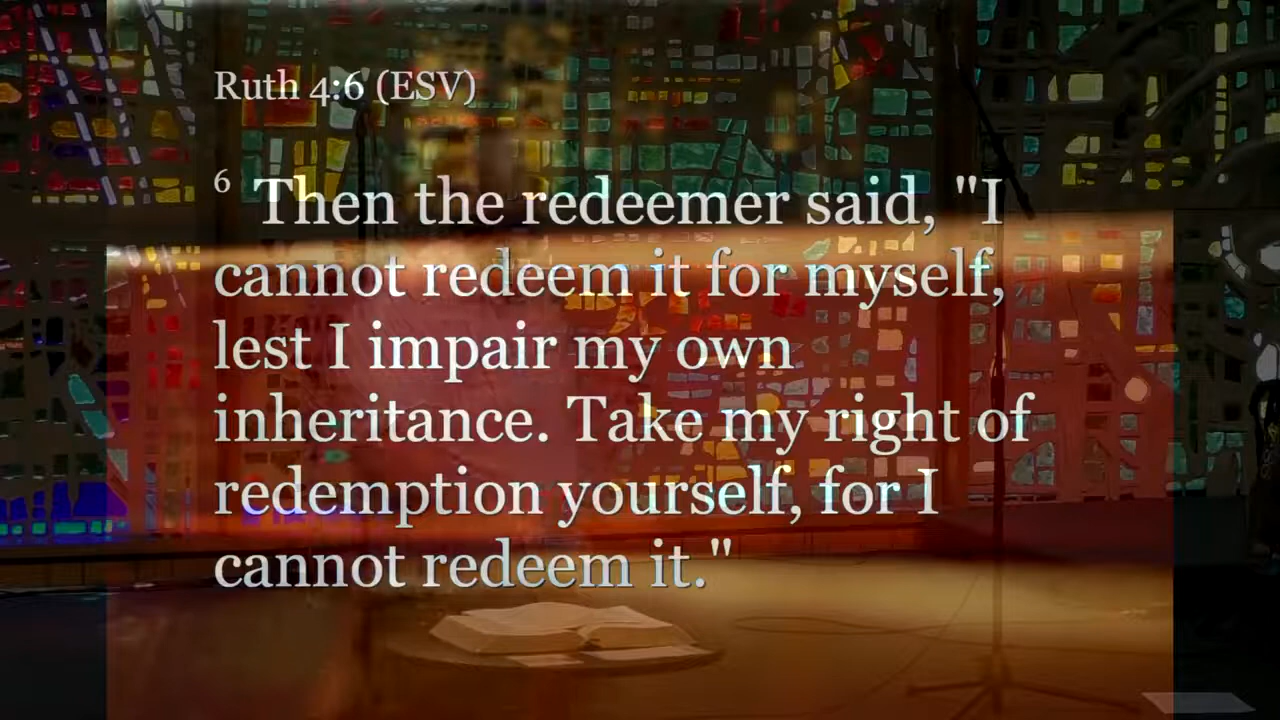 Ruth 4:6 (ESV)
6 Then the redeemer said, "I
cannot redeem it for myself,
lest I impair my own
inheritance. Take my right of
redemption yourself, for I
cannot redeem it."